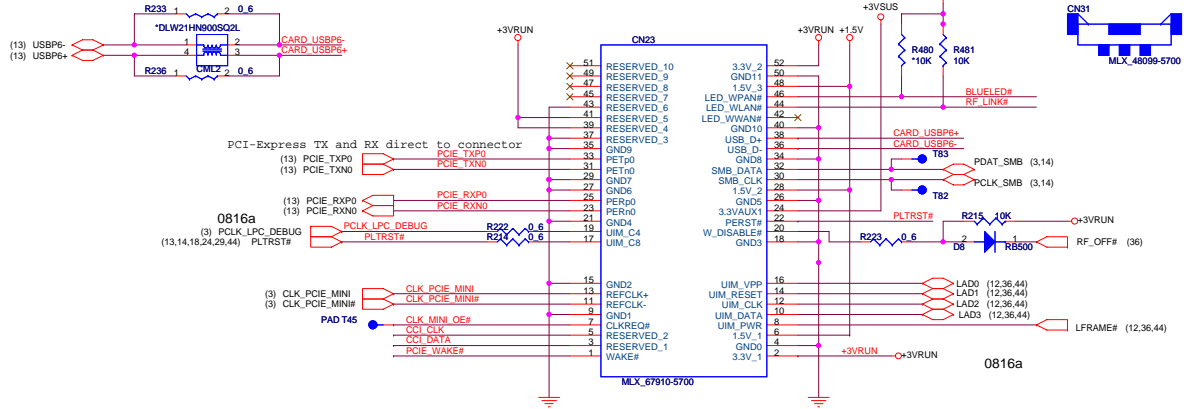 R233 1 2 0_6
*DLW21HN900SQ2L
(13) USBP6- 1 2 CARD_USBP6-
(13) USBP6+ 4 3 CARD_USBP6+
CML2
R236 1 2 0_6
+3VRUN
CN23
+3VRUN
+3VSUS
+1.5V
R480
*10K
R481
10K
CN31
MLX_48099-5700
51 RESERVED_10
49 RESERVED_9
47 RESERVED_8
45 RESERVED_7
43 RESERVED_6
41 RESERVED_5
39 RESERVED_4
37 RESERVED_3
35 GND9
33 PETp0
31 PETn0
29 GND7
27 GND6
25 PERp0
23 PERn0
21 GND4
19 UIM_C4
17 UIM_C8
15 GND2
13 REFCLK+
11 REFCLK-
9 GND1
7 CLKREQ#
5 RESERVED_2
3 RESERVED_1
1 WAKE#
3.3V_2 52
GND11 50
1.5V_3 48
LED_WPAN# 46
LED_WLAN# 44
LED_WWAN# 42
GND10 40
USB_D+ 38
USB_D- 36
GND8 34
SMB_DATA 32
SMB_CLK 30
1.5V_2 28
GND5 26
3.3VAUX1 24
PERST# 22
W_DISABLE# 20
GND3 18
UIM_VPP 16
UIM_RESET 14
UIM_CLK 12
UIM_DATA 10
UIM_PWR 8
1.5V_1 6
GND0 4
3.3V_1 2
MLX_67910-5700
PCI-Express TX and RX direct to connector
(13) PCIE_TXP0 PCIE_TXP0
(13) PCIE_TXN0 PCIE_TXN0
(13) PCIE_RXP0 PCIE_RXP0
(13) PCIE_RXN0 PCIE_RXN0
0816a
(3) PCLK_LPC_DEBUG PCLK_LPC_DEBUG R222 0_6
(13,14,18,24,29,44) PLTRST# PLTRST# R214 0_6
(3) CLK_PCIE_MINI CLK_PCIE_MINI
(3) CLK_PCIE_MINI# CLK_PCIE_MINI#
PAD T45 CLK_MINI_OE#
CCI_CLK
CCI_DATA
PCIE_WAKE#
BLUELED#
RF_LINK#
CARD_USBP6+
CARD_USBP6-
T83
PDAT_SMB (3,14)
PCLK_SMB (3,14)
T82
PLTRST#
R215 10K +3VRUN
R223 0_6
2 1
D8 RB500
RF_OFF# (36)
LAD0 (12,36,44)
LAD1 (12,36,44)
LAD2 (12,36,44)
LAD3 (12,36,44)
LFRAME# (12,36,44)
+3VRUN +3VRUN
0816a